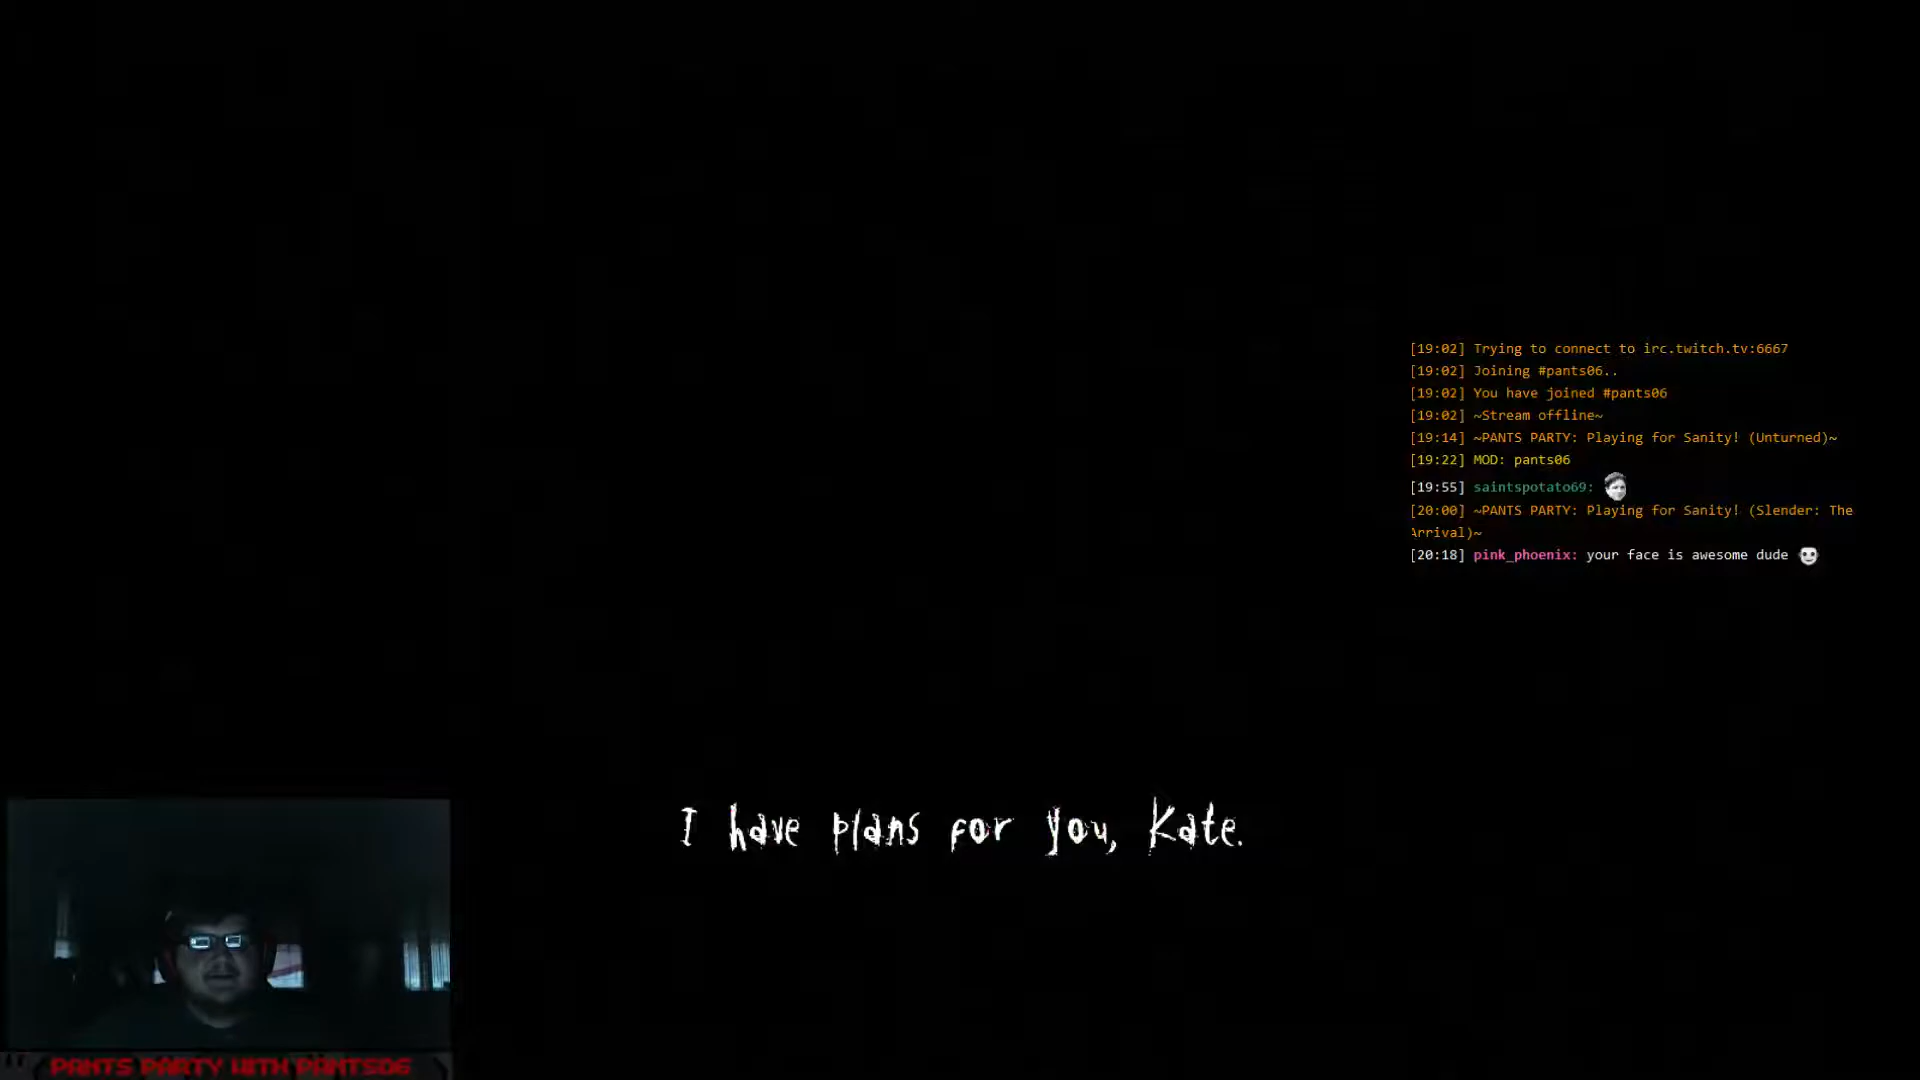 [19:02] Trying to connect to irc.twitch.tv:6667
[19:02] Joining #pants06..
[19:02] You have joined #pants06
[19:02] ~Stream offline~
[19:14] ~PANTS PARTY: Playing for Sanity! (Unturned)~
[19:22] MOD: pants06
[19:55] saintspotato69:
[20:00] ~PANTS PARTY: Playing for Sanity! (Slender: The
Arrival)~
[20:18] pink_phoenix: your face is awesome dude
I have plans for you, Kate.
PANTS PARTY WITH PANTS06